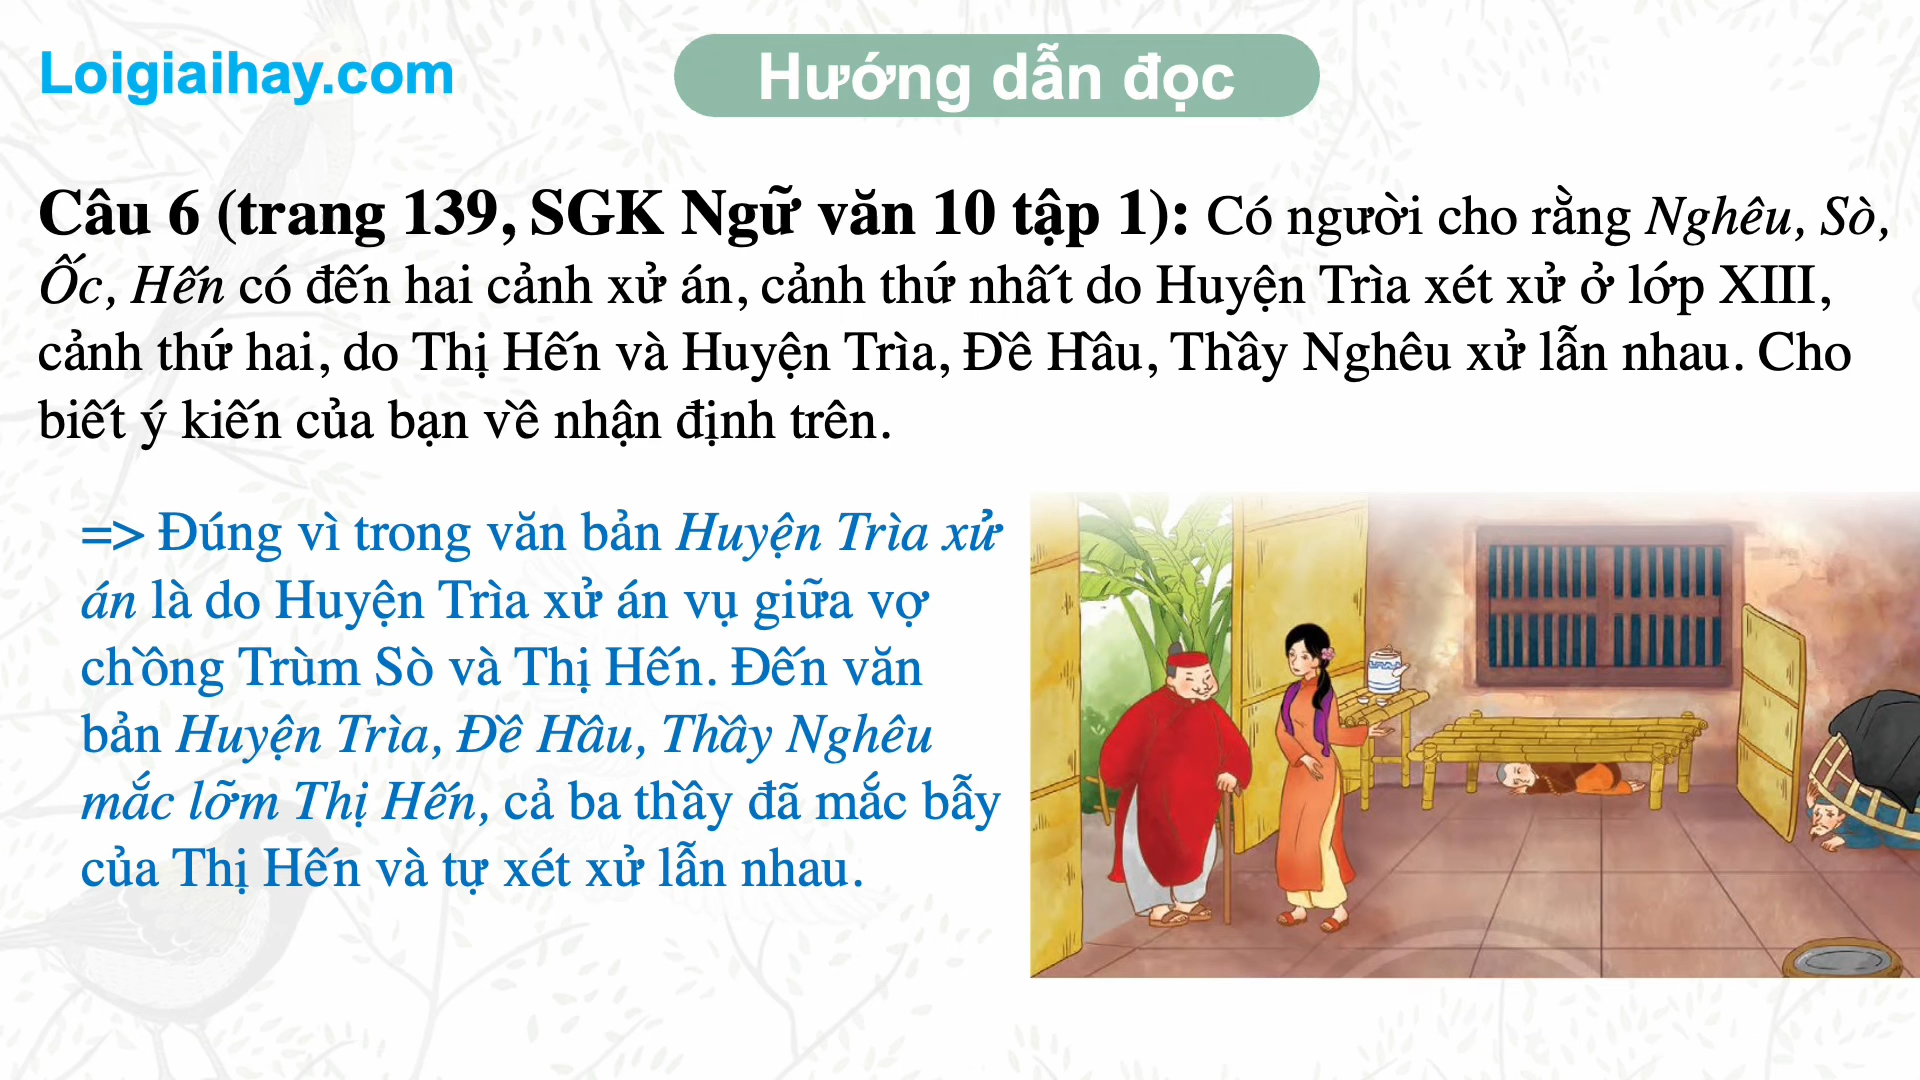 Loigiaihay.com
Hướng dẫn đọc
Câu 6 (trang 139, SGK Ngữ văn 10 tập 1): Có người cho rằng Nghêu, Sò,
Ốc, Hến có đến hai cảnh xử án, cảnh thứ nhất do Huyện Trìa xét xử ở lớp XIII,
cảnh thứ hai, do Thị Hến và Huyện Trìa, Đề Hầu, Thầy Nghêu xử lẫn nhau. Cho
biết ý kiến của bạn về nhận định trên.
=> Đúng vì trong văn bản Huyện Trìa xử
án là do Huyện Trìa xử án vụ giữa vợ
chồng Trùm Sò và Thị Hến. Đến văn
bản Huyện Trìa, Đề Hầu, Thầy Nghêu
mắc lỡm Thị Hến, cả ba thầy đã mắc bẫy
của Thị Hến và tự xét xử lẫn nhau.